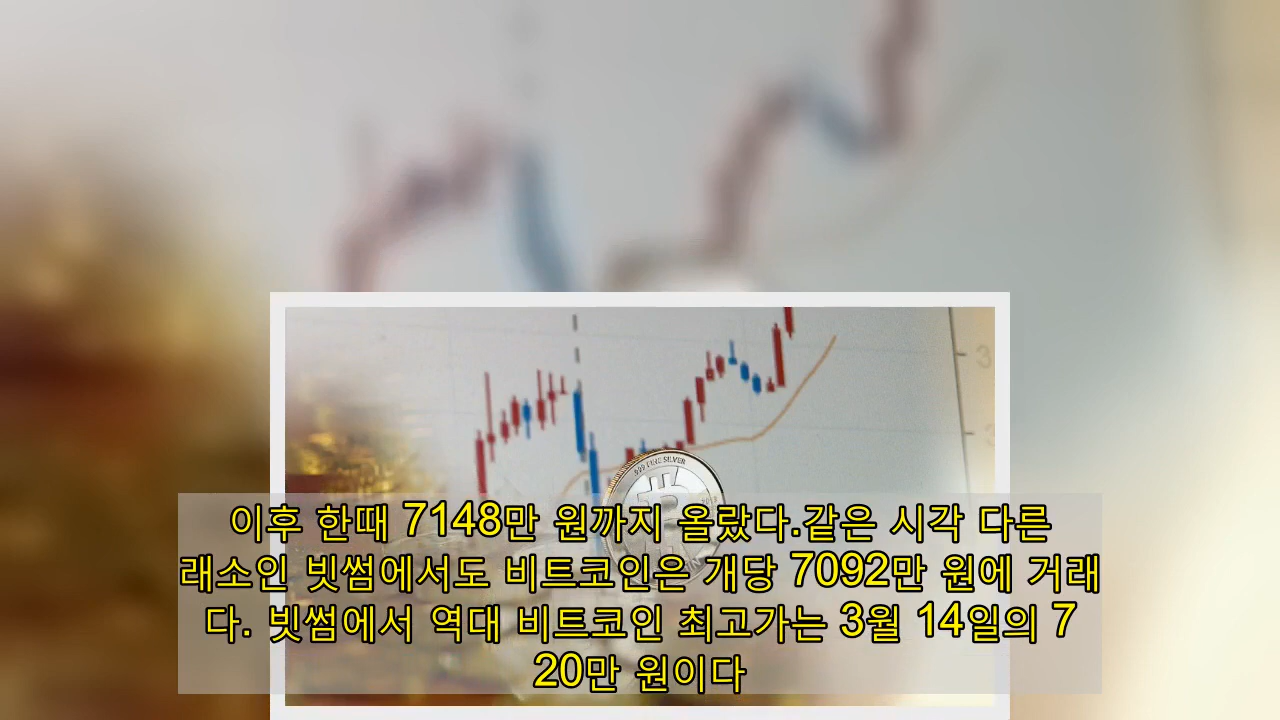 .999 FINE SILVER
이후 한때 7148만 원까지 올랐다.같은 시각 다른
래소인 빗썸에서도 비트코인은 개당 7092만 원에 거래
다. 빗썸에서 역대 비트코인 최고가는 3월 14일의 7
20만 원이다